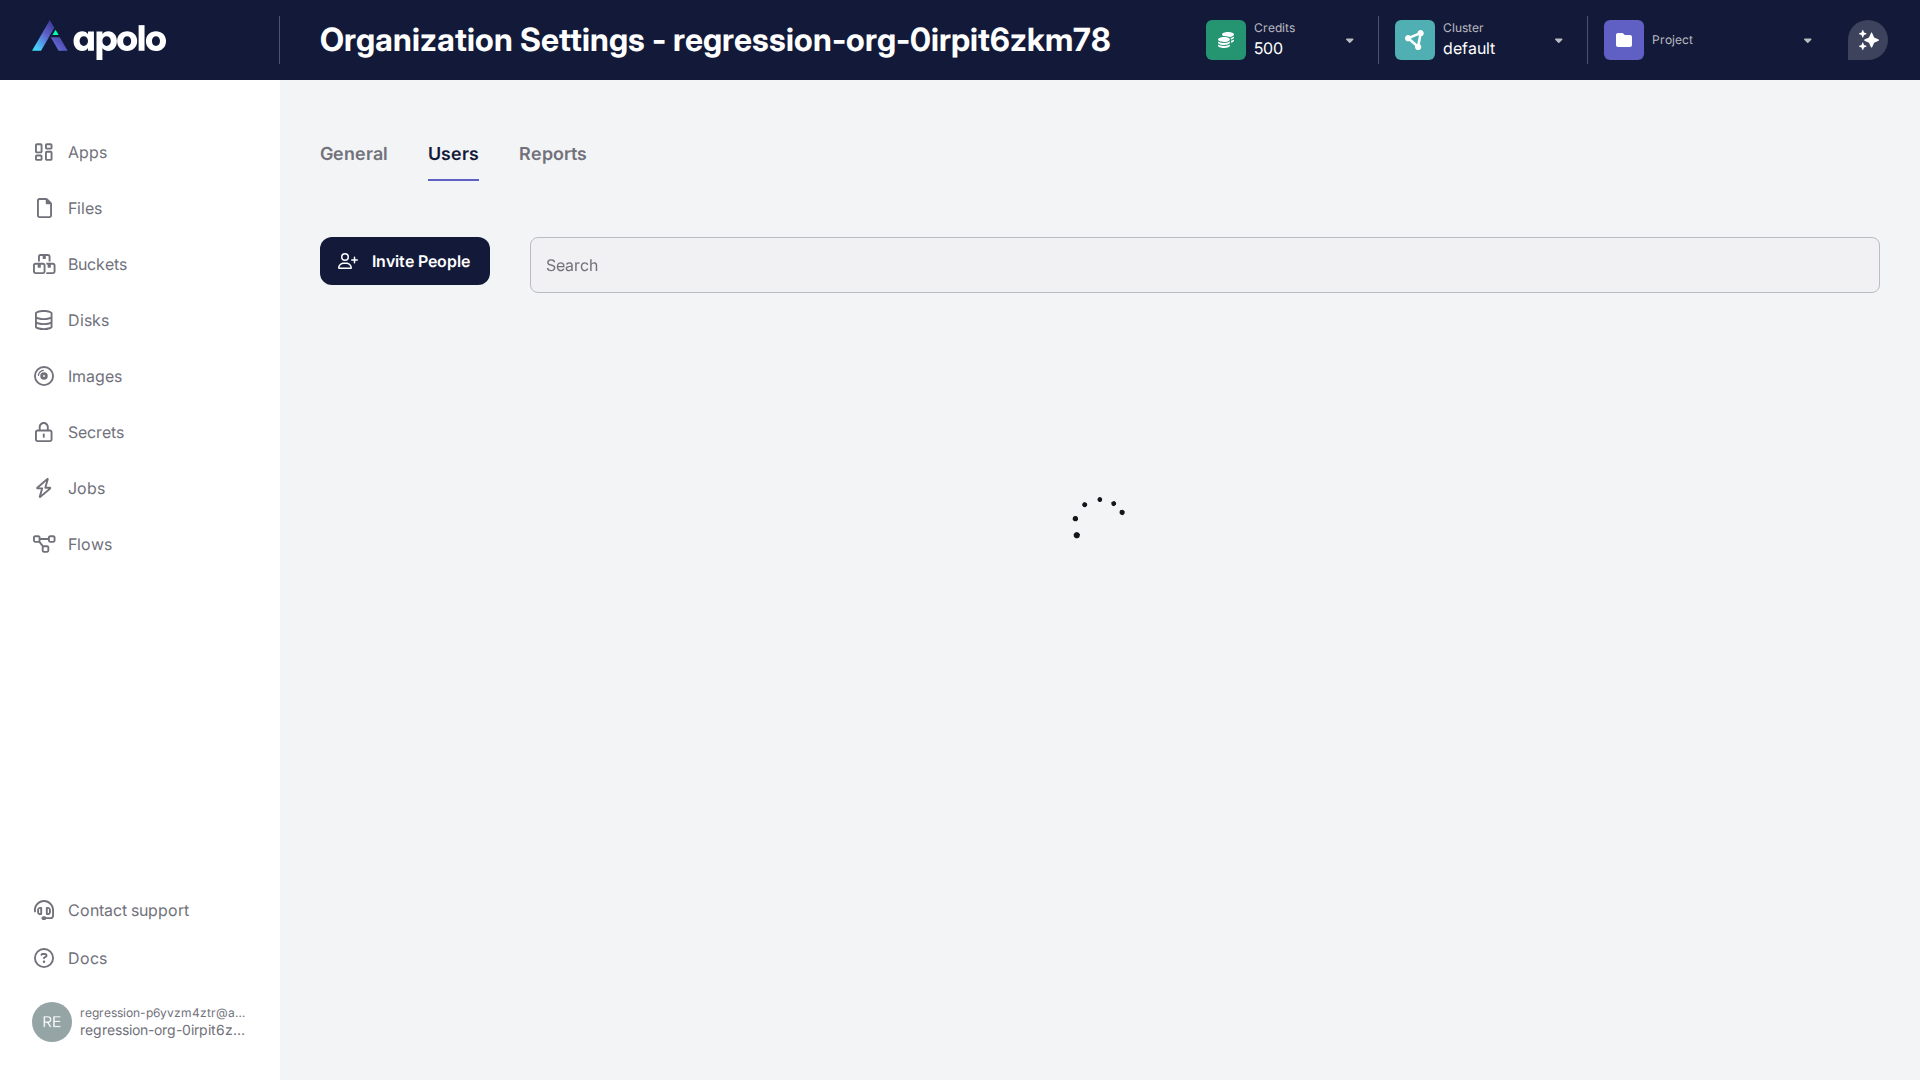 apolo
Organization Settings - regression-org-0irpit6zkm78
Credits
500
Cluster
default
Project
Apps
Files
Buckets
Disks
Images
Secrets
Jobs
Flows
General
Users
Reports
Invite People
Search
Contact support
Docs
RE
regression-p6yvzm4ztr@a...
regression-org-0irpit6z...